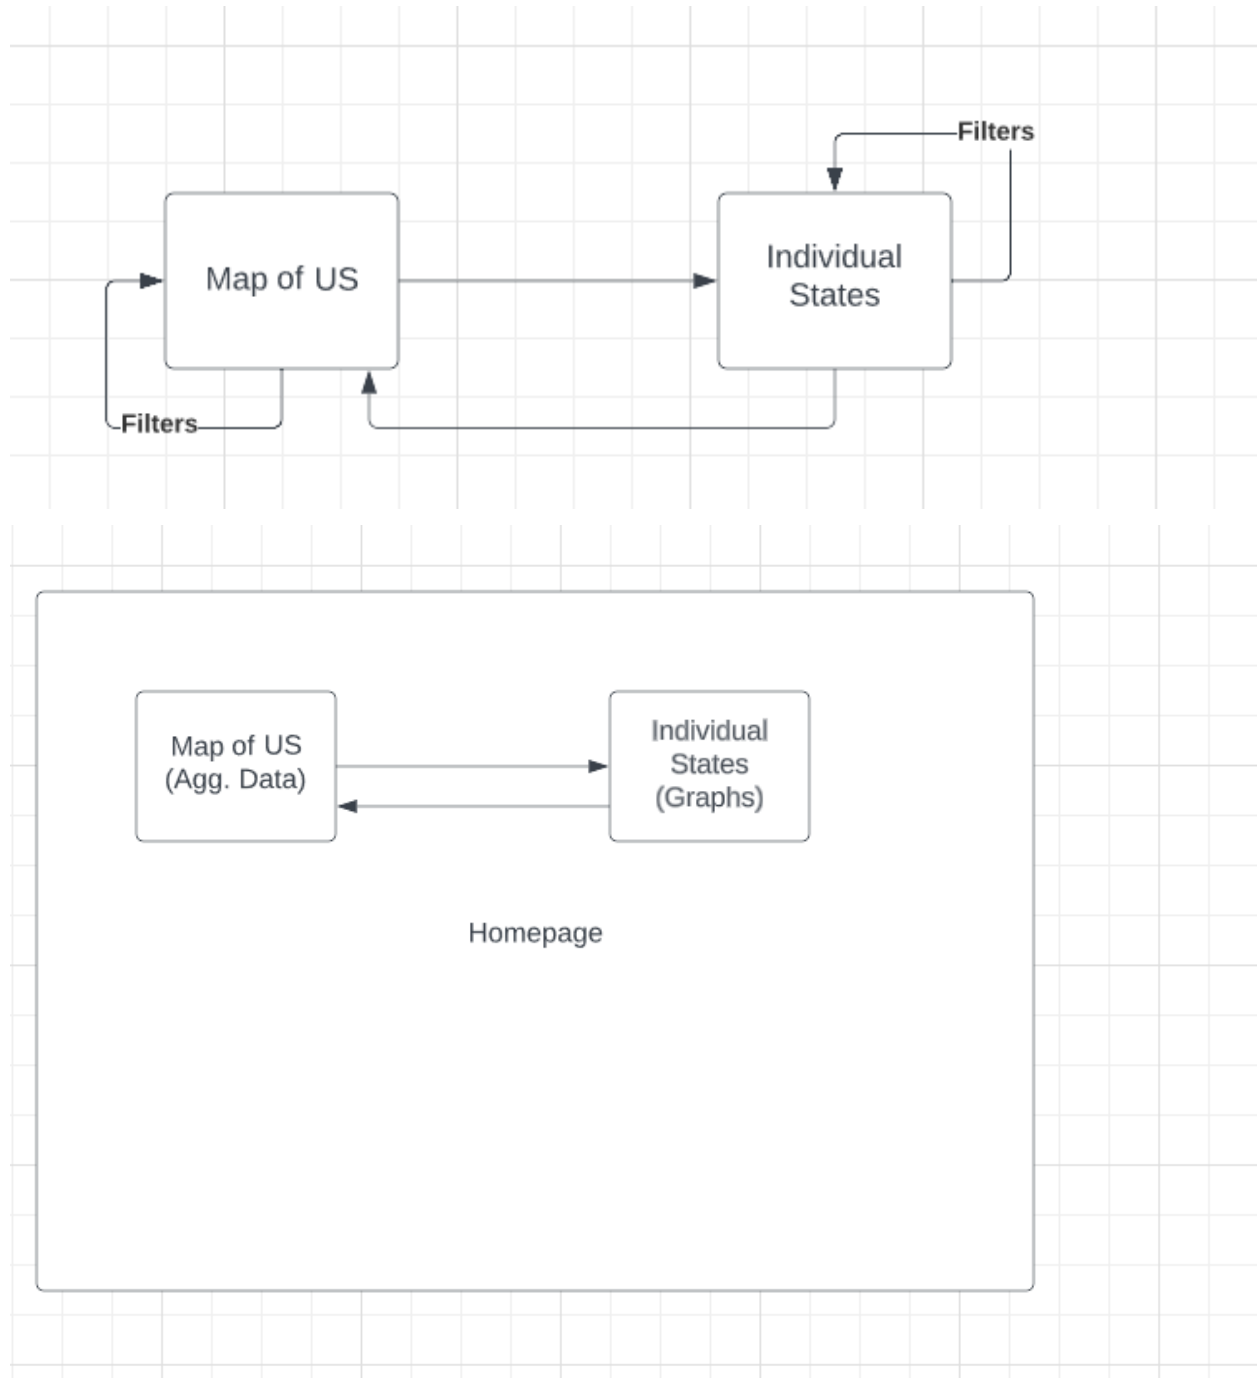 Filters
Map of US
Individual
States
Filters
Map of US
(Agg. Data)
Individual
States
(Graphs)
Homepage